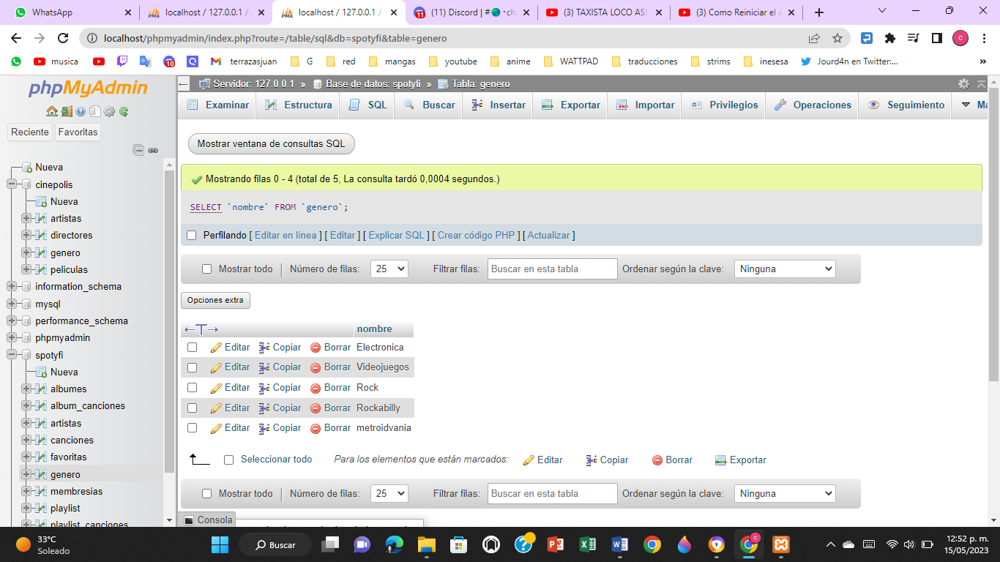 WhatsApp
localhost / 127.0.0.1 /
localhost / 127.0.0.1 /
(11) Discord | #
(3) TAXISTA LOCO ASI
(3) Como Reiniciar el
localhost/phpmyadmin/index.php?route=/table/sql&db=spotyfi&table=genero
c
musica
10
terrazasjuan
G
red
mangas
youtube
anime
WATTPAD
traducciones
strims
inesesa
Jourd4n en Twitter:...
»
phpMyAdmin
Reciente
Favoritas
Nueva
cinepolis
Nueva
artistas
directores
genero
peliculas
information_schema
mysql
performance_schema
phpmyadmin
spotyfi
Nueva
albumes
album_canciones
artistas
canciones
favoritas
genero
membresias
playlist
playlist_canciones
Servidor: 127.0.0.1 » Base de datos: spotyfi » Tabla: genero
Examinar Estructura SQL Buscar Insertar Exportar Importar Privilegios Operaciones Seguimiento
Mostrar ventana de consultas SQL
Mostrando filas 0 - 4 (total de 5, La consulta tardó 0,0004 segundos.)
SELECT `nombre` FROM `genero`;
Perfilando [ Editar en línea ] [ Editar ] [ Explicar SQL ] [ Crear código PHP ] [ Actualizar ]
Mostrar todo | Número de filas: 25 Filtrar filas: Buscar en esta tabla Ordenar según la clave: Ninguna
Opciones extra
nombre
Editar Copiar Borrar Electronica
Editar Copiar Borrar Videojuegos
Editar Copiar Borrar Rock
Editar Copiar Borrar Rockabilly
Editar Copiar Borrar metroidvania
Seleccionar todo Para los elementos que están marcados: Editar Copiar Borrar Exportar
Mostrar todo | Número de filas: 25 Filtrar filas: Buscar en esta tabla Ordenar según la clave: Ninguna
Consola
33°C
Soleado
Buscar
12:52 p. m.
15/05/2023